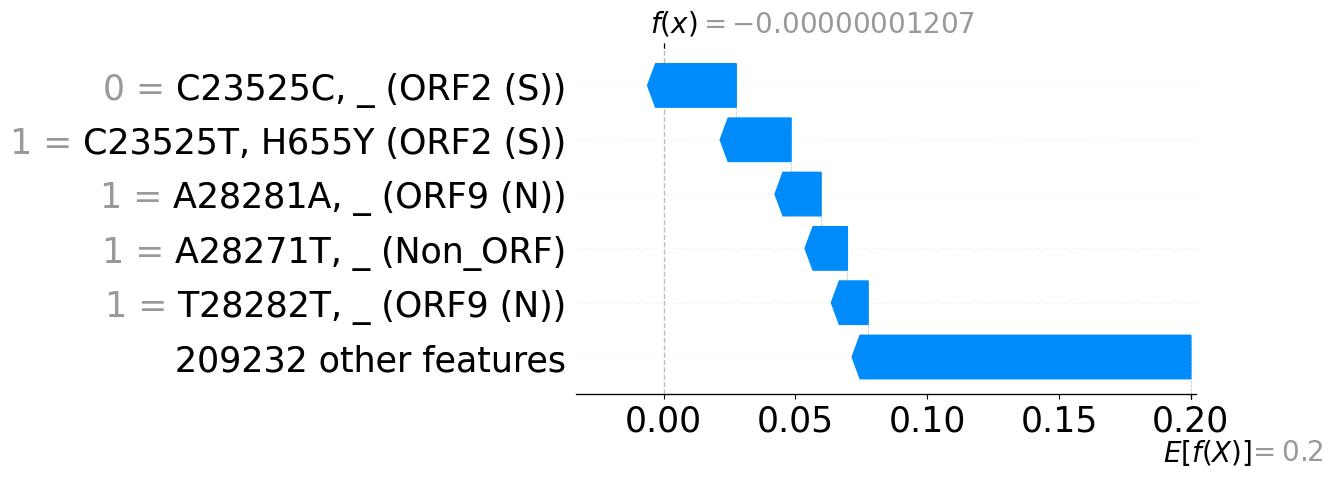 f(x) = −0.00000001207
0 = C23525C, _ (ORF2 (S))
1 = C23525T, H655Y (ORF2 (S))
1 = A28281A, _ (ORF9 (N))
1 = A28271T, _ (Non_ORF)
1 = T28282T, _ (ORF9 (N))
209232 other features
0.00 0.05 0.10 0.15 0.20
E[f(X)] = 0.2